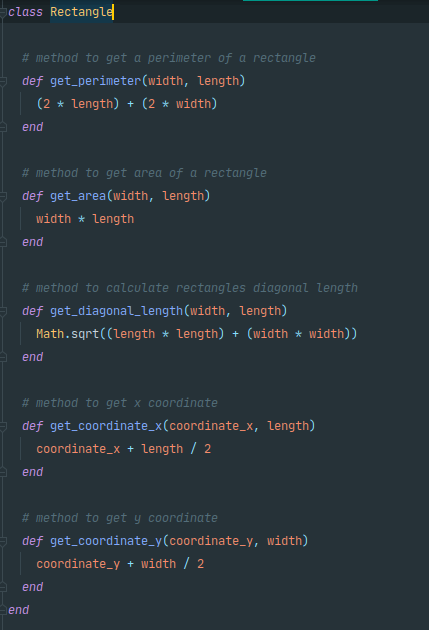 class Rectangle
# method to get a perimeter of a rectangle
def get_perimeter(width, length)
(2 * length) + (2 * width)
end
# method to get area of a rectangle
def get_area(width, length)
width * length
end
# method to calculate rectangles diagonal length
def get_diagonal_length(width, length)
Math.sqrt((length * length) + (width * width))
end
# method to get x coordinate
def get_coordinate_x(coordinate_x, length)
coordinate_x + length / 2
end
# method to get y coordinate
def get_coordinate_y(coordinate_y, width)
coordinate_y + width / 2
end
end